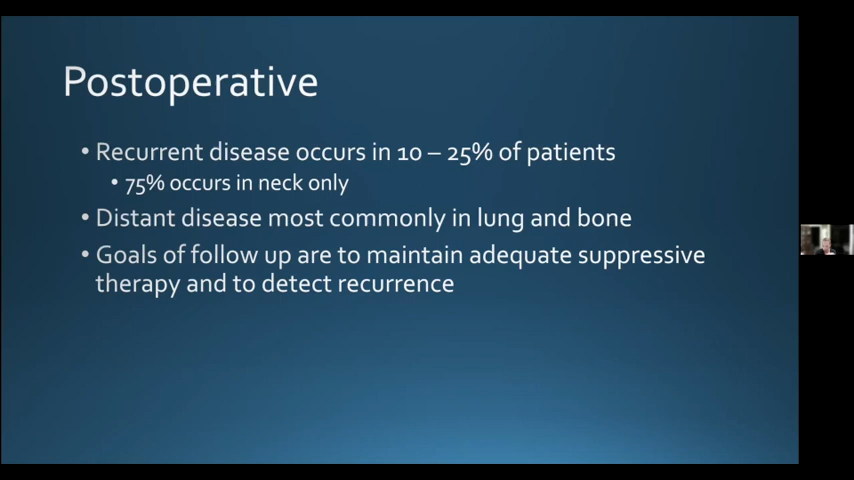 Postoperative
• Recurrent disease occurs in 10 – 25% of patients
• 75% occurs in neck only
• Distant disease most commonly in lung and bone
• Goals of follow up are to maintain adequate suppressive
therapy and to detect recurrence